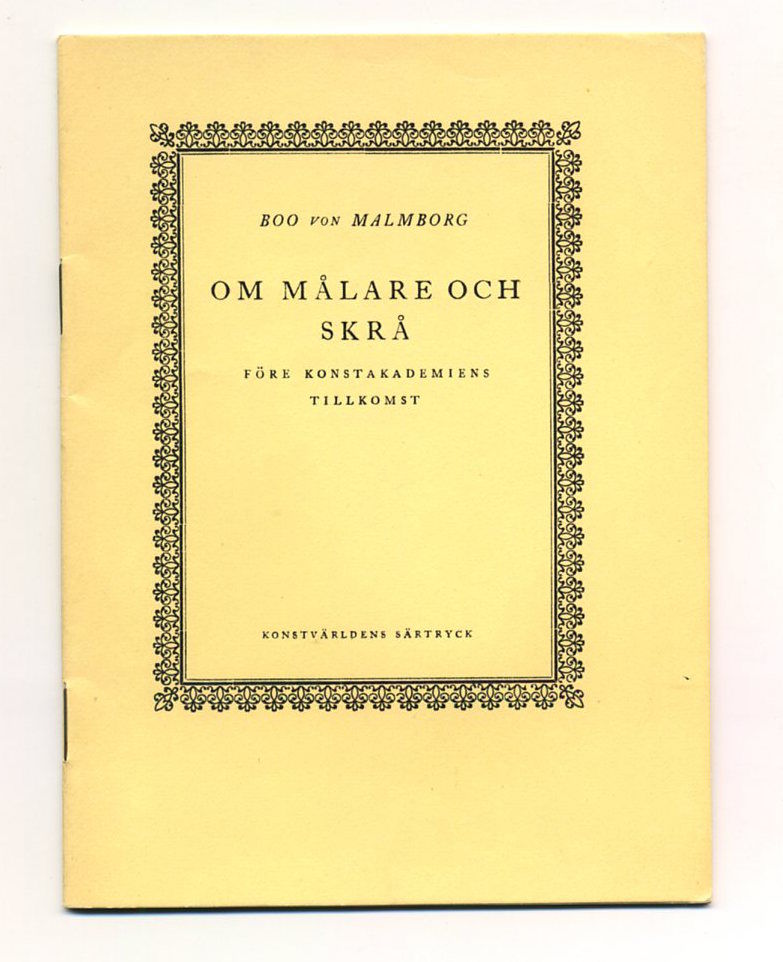 BOO VON MALMBORG
OM MÅLARE OCH
SKRÅ
FÖRE KONSTAKADEMIENS
TILLKOMST
KONSTVÄRLDENS SÄRTRYCK